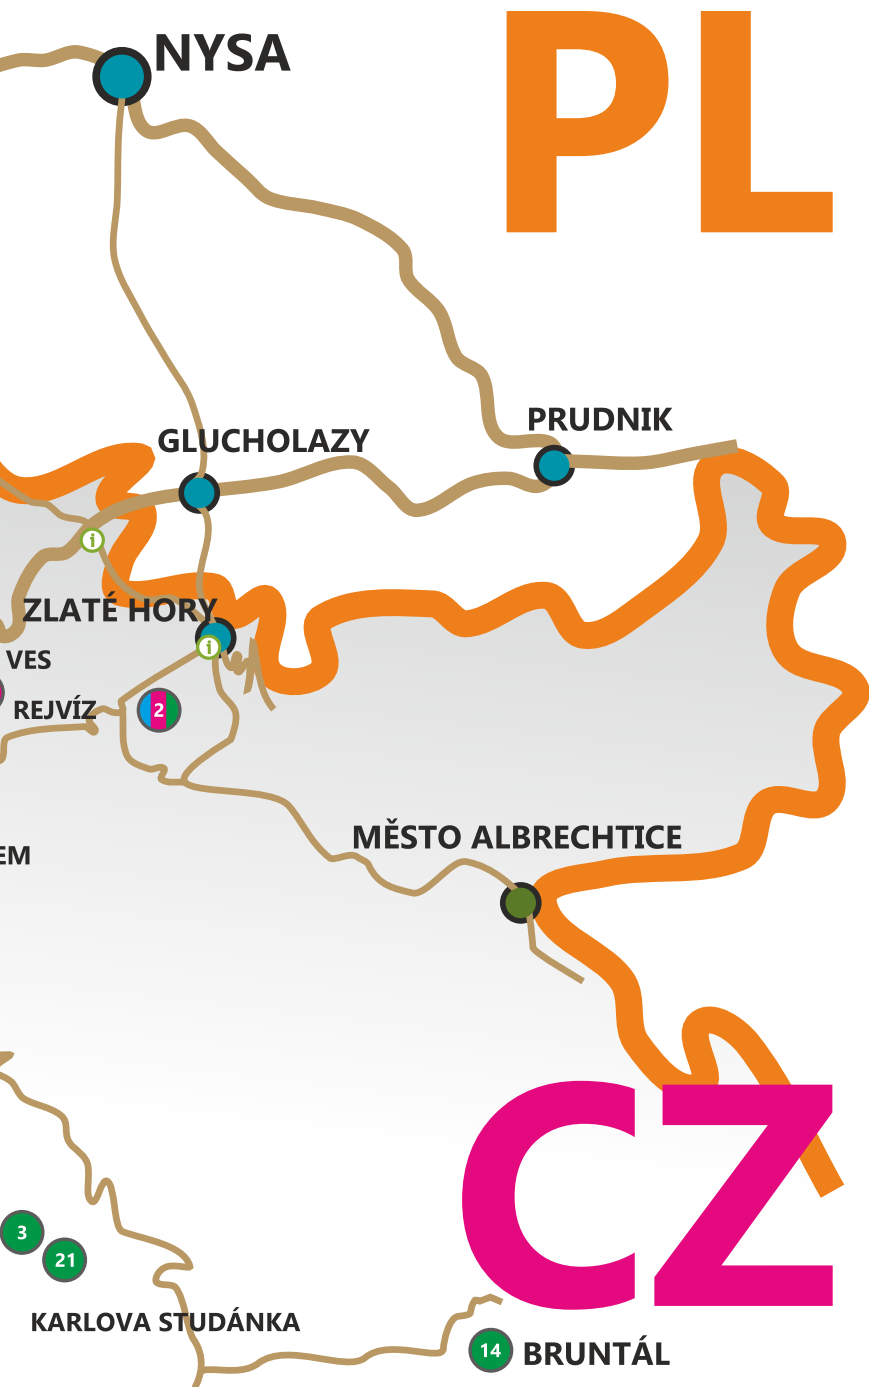 NYSA
PL
PRUDNIK
GLUCHOLAZY
i
ZLATÉ HORY
i
VES
REJVÍZ
2
MĚSTO ALBRECHTICE
EM
CZ
3
21
KARLOVA STUDÁNKA
14
BRUNTÁL